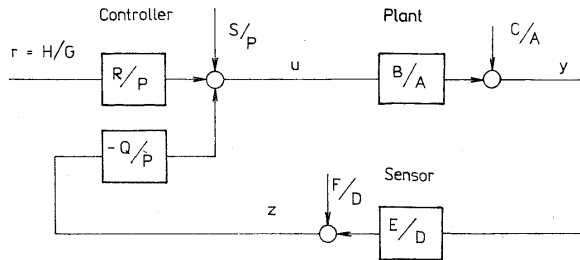 Controller
Plant
S/P
C/A
r = H/G
R/P
u
B/A
y
-Q/P
F/D
Sensor
z
E/D